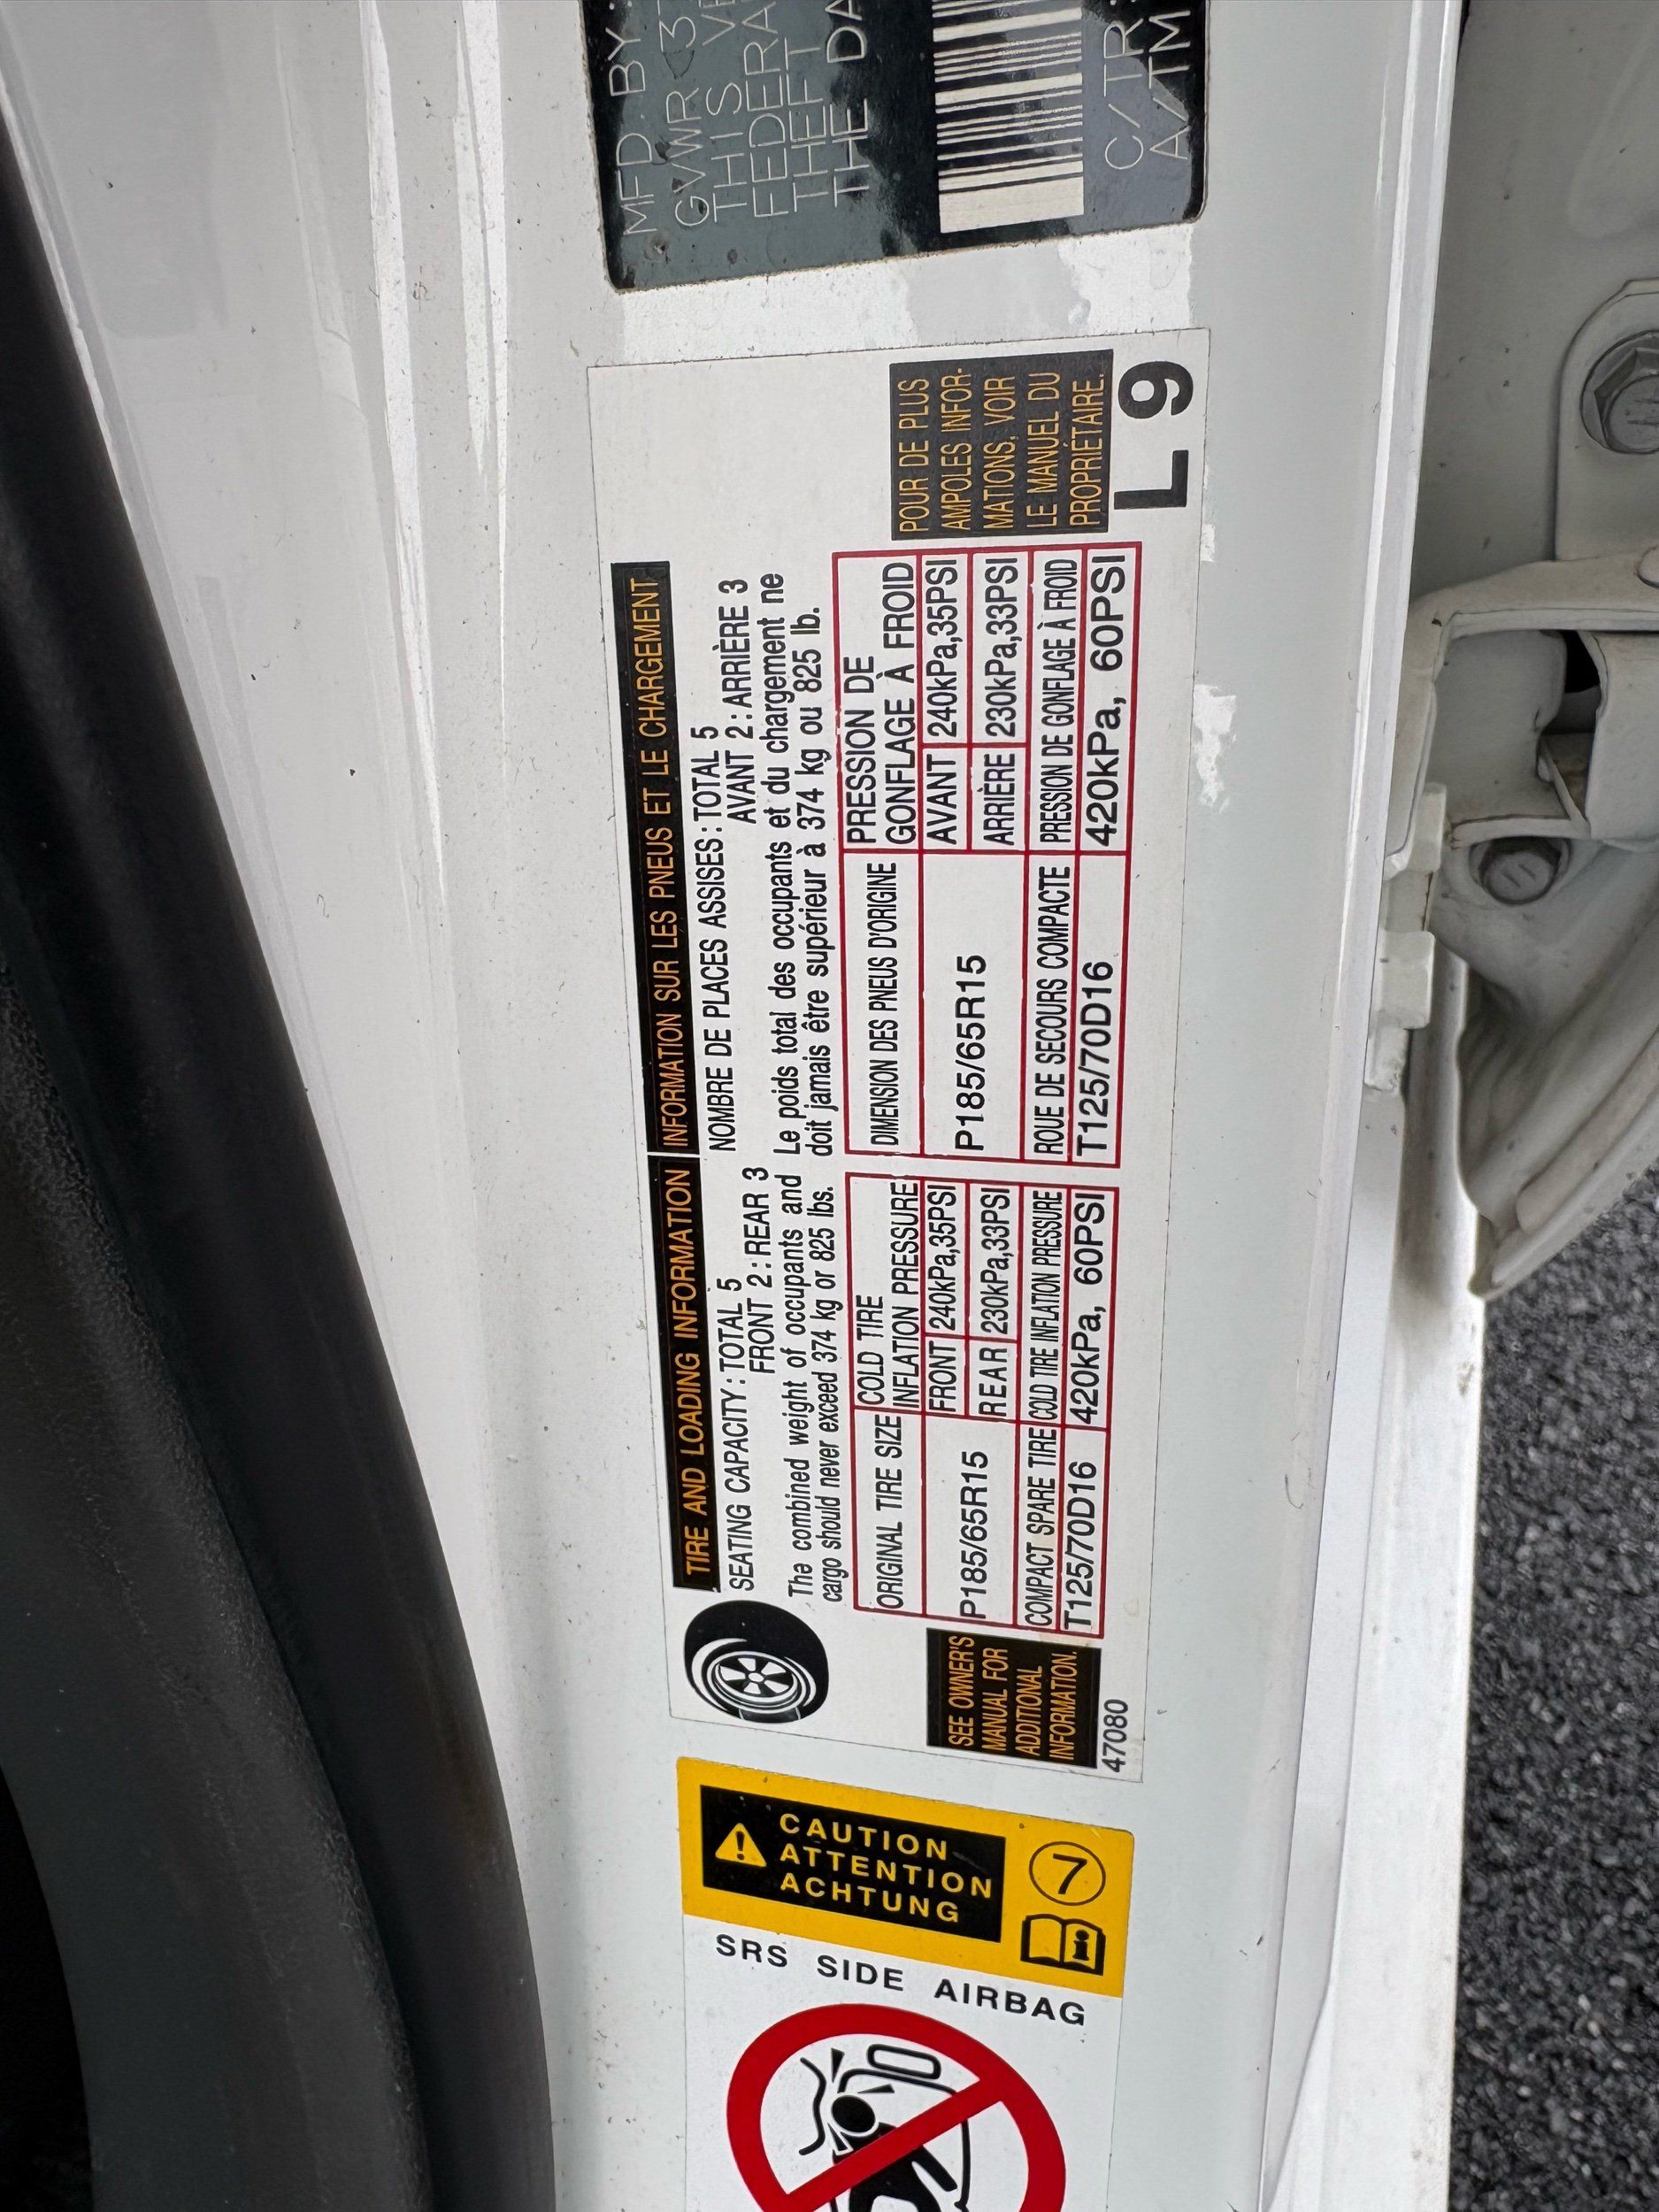 CAUTION
ATTENTION
ACHTUNG
7
i
SRS SIDE AIRBAG
TIRE AND LOADING INFORMATION
SEATING CAPACITY: TOTAL 5
FRONT 2: REAR 3
The combined weight of occupants and
cargo should never exceed 374 kg or 825 lbs.
ORIGINAL TIRE SIZE
COLD TIRE
INFLATION PRESSURE
P185/65R15
FRONT 240kPa,35PSI
REAR 230kPa,33PSI
COMPACT SPARE TIRE
COLD TIRE INFLATION PRESSURE
T125/70D16
420kPa, 60PSI
SEE OWNER'S
MANUAL FOR
ADDITIONAL
INFORMATION.
47080
INFORMATION SUR LES PNEUS ET LE CHARGEMENT
NOMBRE DE PLACES ASSISES: TOTAL 5
AVANT 2: ARRIÈRE 3
Le poids total des occupants et du chargement ne
doit jamais être supérieur à 374 kg ou 825 lb.
DIMENSION DES PNEUS D'ORIGINE
PRESSION DE
GONFLAGE À FROID
P185/65R15
AVANT 240kPa,35PSI
ARRIÈRE 230kPa,33PSI
ROUE DE SECOURS COMPACTE
PRESSION DE GONFLAGE À FROID
T125/70D16
420kPa, 60PSI
POUR DE PLUS
AMPOLES INFOR-
MATIONS, VOIR
LE MANUEL DU
PROPRIÉTAIRE.
L 9
MFD. BY
GVWR 3
THIS VE
FEDERA
THEFT
THE DA
C/TR
A/TM